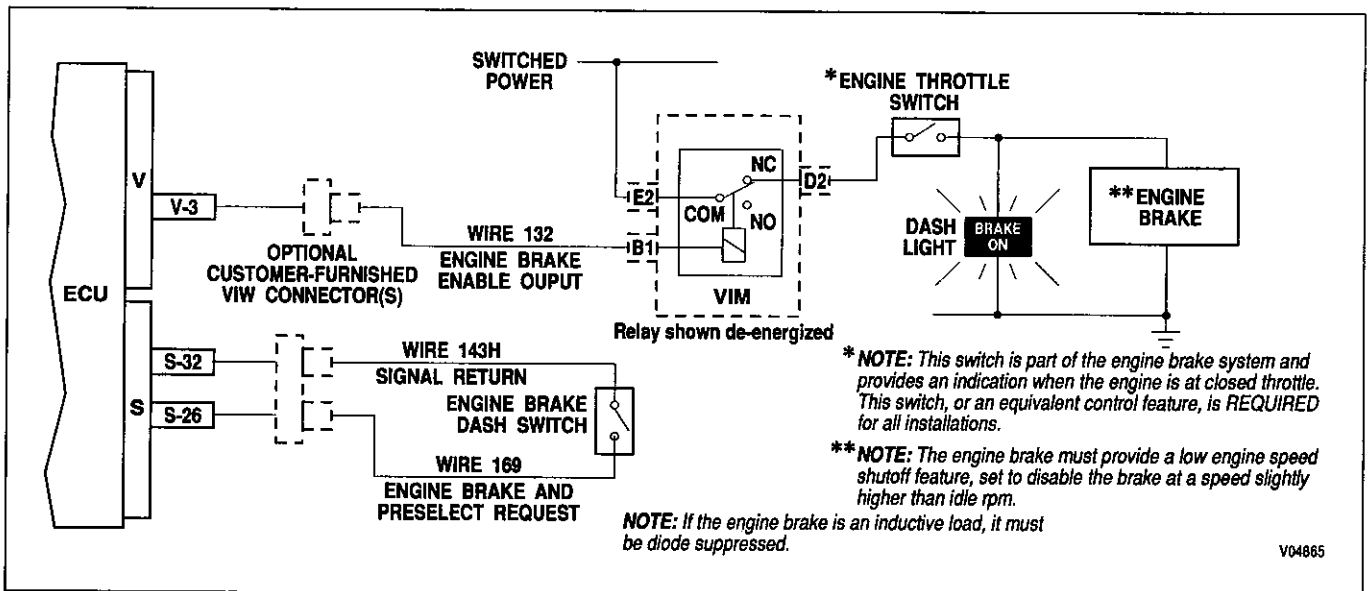 SWITCHED
POWER
*ENGINE THROTTLE
SWITCH
V
V-3
NC
E2
D2
COM
NO
**ENGINE
BRAKE
DASH
LIGHT
BRAKE
ON
WIRE 132
B1
OPTIONAL
CUSTOMER-FURNISHED
VIW CONNECTOR(S)
ENGINE BRAKE
ENABLE OUPUT
ECU
VIM
Relay shown de-energized
S-32
WIRE 143H
SIGNAL RETURN
S
S-26
ENGINE BRAKE
DASH SWITCH
WIRE 169
ENGINE BRAKE AND
PRESELECT REQUEST
* NOTE: This switch is part of the engine brake system and
provides an indication when the engine is at closed throttle.
This switch, or an equivalent control feature, is REQUIRED
for all installations.
** NOTE: The engine brake must provide a low engine speed
shutoff feature, set to disable the brake at a speed slightly
higher than idle rpm.
NOTE: If the engine brake is an inductive load, it must
be diode suppressed.
V04865